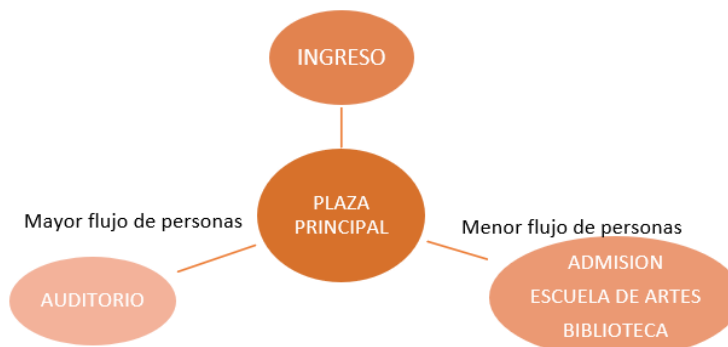 INGRESO
PLAZA
PRINCIPAL
Mayor flujo de personas
Menor flujo de personas
AUDITORIO
ADMISION
ESCUELA DE ARTES
BIBLIOTECA